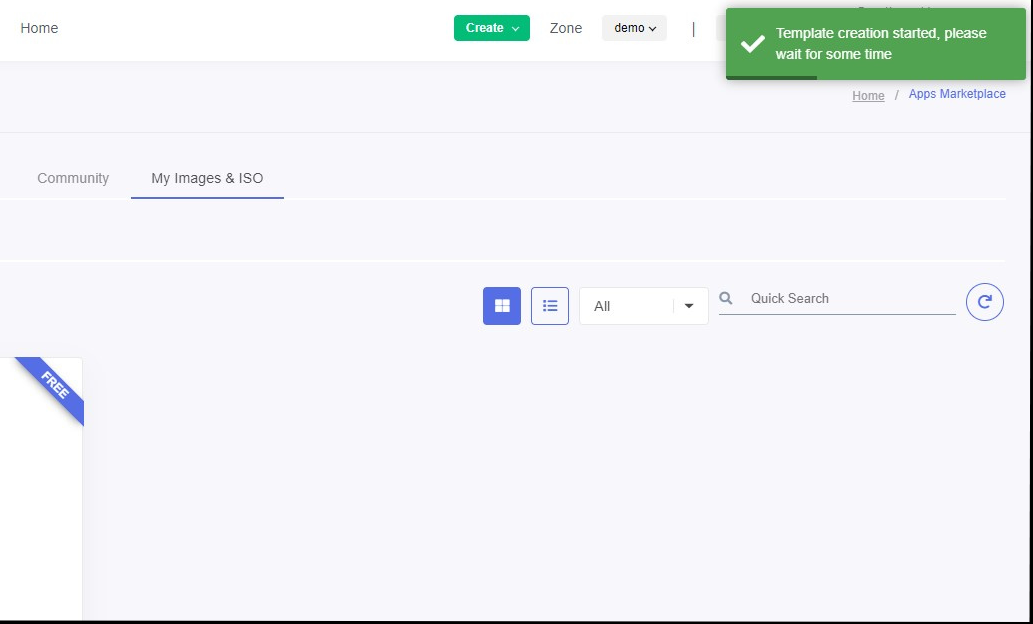 Home
Create
Zone
demo
|
Template creation started, please
wait for some time
Home / Apps Marketplace
Community
My Images & ISO
All
Quick Search
FREE